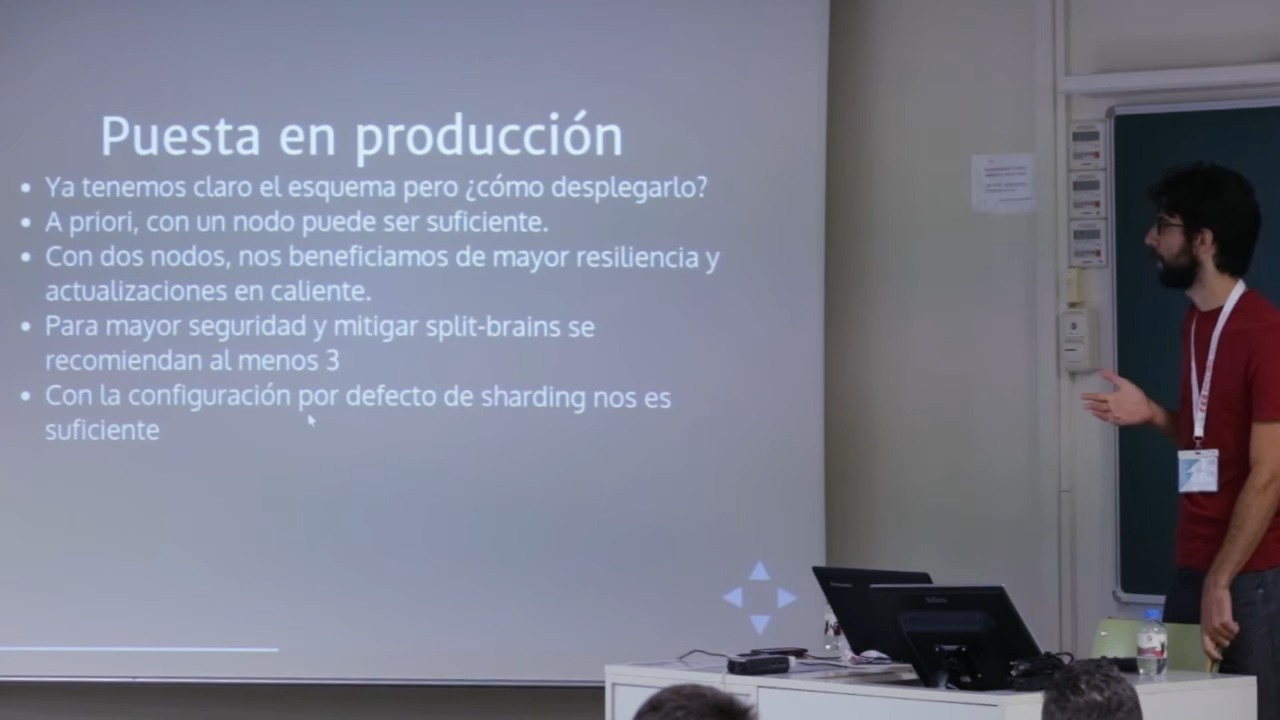 Puesta en producción
• Ya tenemos claro el esquema pero ¿cómo desplegarlo?
• A priori, con un nodo puede ser suficiente.
• Con dos nodos, nos beneficiamos de mayor resiliencia y
actualizaciones en caliente.
• Para mayor seguridad y mitigar split-brains se
recomiendan al menos 3
• Con la configuración por defecto de sharding nos es
suficiente